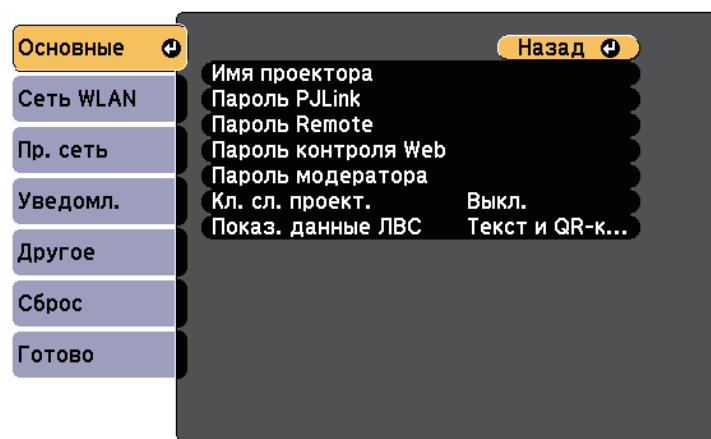 Основные
Сеть WLAN
Пр. сеть
Уведомл.
Другое
Сброс
Готово
Назад
Имя проектора
Пароль PJLink
Пароль Remote
Пароль контроля Web
Пароль модератора
Кл. сл. проект. Выкл.
Показ. данные ЛВС Текст и QR-к...